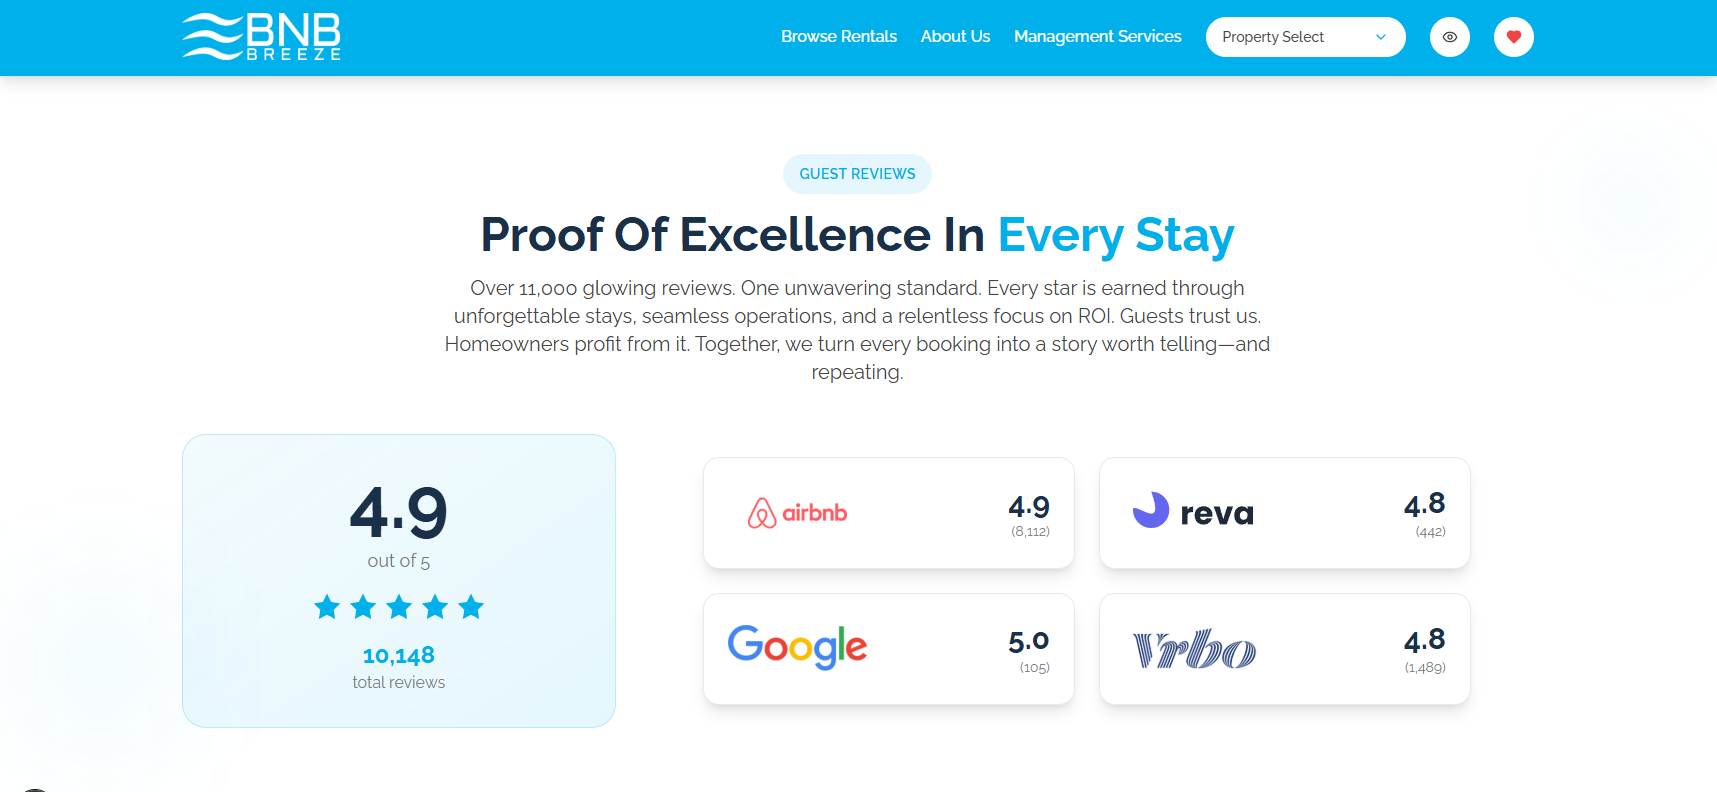 BNB
BREEZE
Browse Rentals
About Us
Management Services
Property Select
GUEST REVIEWS
Proof Of Excellence In Every Stay
Over 11,000 glowing reviews. One unwavering standard. Every star is earned through
unforgettable stays, seamless operations, and a relentless focus on ROI. Guests trust us.
Homeowners profit from it. Together, we turn every booking into a story worth telling—and
repeating.
4.9
out of 5
10,148
total reviews
airbnb
4.9
(8,112)
reva
4.8
(442)
Google
5.0
(105)
Vrbo
4.8
(1,489)